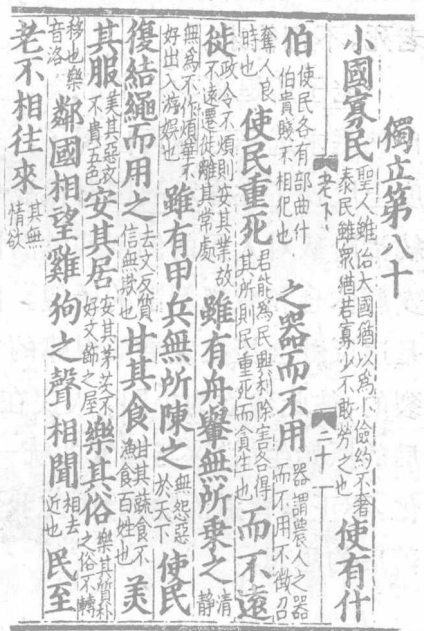 獨立第八十
小國寡民聖人雖治大國猶以為小儉約不奢泰民雖眾猶若寡少不敢勞之也使有什
老下 二十一
伯使民各有部曲什伯貴賤不相犯也之器而不用器謂農人之器而不用不徵召
奪人良時也使民重死君能為民興利除害各得其所則民重死而貪生也而不遠
徙政令不煩則安其業故不遠遷徙離其常處雖有舟轝無所乘之清靜
無為不作煩華不好出入游娛也雖有甲兵無所陳之無怨惡於天下使民
復結繩而用之去文反質信無欺也甘其食甘其蔬食不漁食百姓也美
其服美其惡衣不貴五色安其居安其茅茨不好文飾之屋樂其俗樂其質朴之俗不轉
移也樂音洛鄰國相望雞狗之聲相聞相去近也民至
老不相往來其無情欲